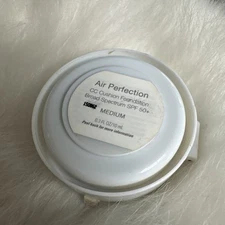 Air Perfection
CC Cushion Foundation
Broad Spectrum SPF 50+
MEDIUM